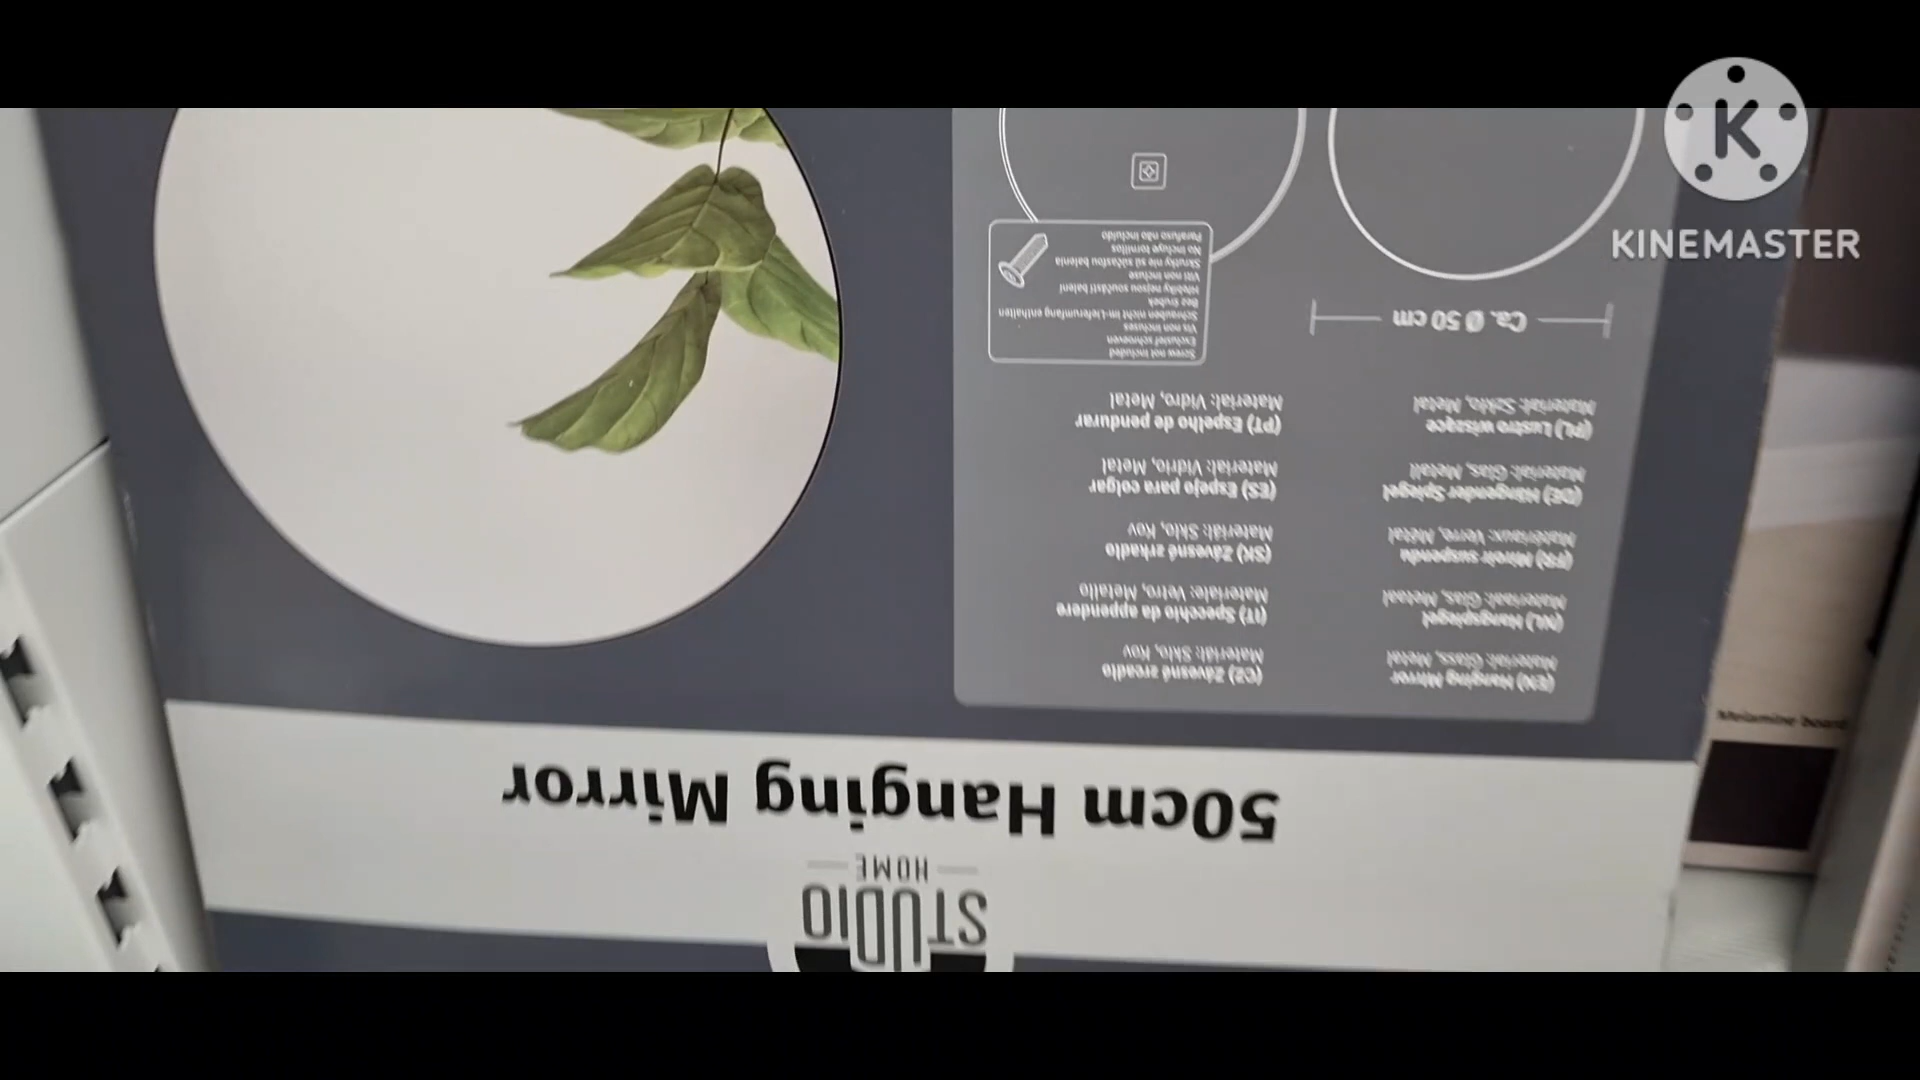 KINEMASTER
STUDIO
HOME
50cm Hanging Mirror
(EN) Hanging Mirror
Material: Glass, Metal
(NL) Hangspiegel
Materiaal: Glas, Metaal
(FR) Miroir suspendu
Matériaux: Verre, Métal
(DE) Hängender Spiegel
Material: Glas, Metall
(PL) Lustro wiszące
Materiał: Szkło, Metal
(CZ) Závěsné zrcadlo
Materiál: Sklo, Kov
(IT) Specchio da appendere
Materiale: Vetro, Metallo
(SK) Závesné zrkadlo
Materiál: Sklo, Kov
(ES) Espejo para colgar
Material: Vidrio, Metal
(PT) Espelho de pendurar
Material: Vidro, Metal
Ca. Ø 50 cm
Screw not included
Exclusief schroeven
Vis non incluses
Schrauben nicht im Lieferumfang enthalten
Bez śrubek
Hřebíky nejsou součástí balení
Viti non incluse
Skrutky nie sú súčasťou balenia
No incluye tornillos
Parafuso não incluído
Melamine board